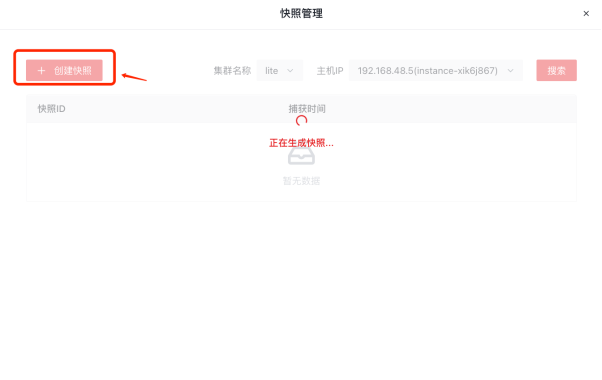 快照管理
+ 创建快照 集群名称 lite 主机IP 192.168.48.5(instance-xik6j867) 搜索
快照ID 捕获时间
正在生成快照...
暂无数据